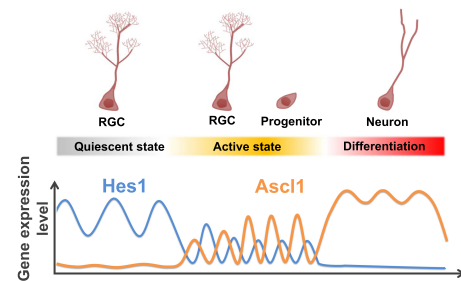 RGC
RGC
Progenitor
Neuron
Quiescent state
Active state
Differentiation
Hes1
Ascl1
Gene expression
level